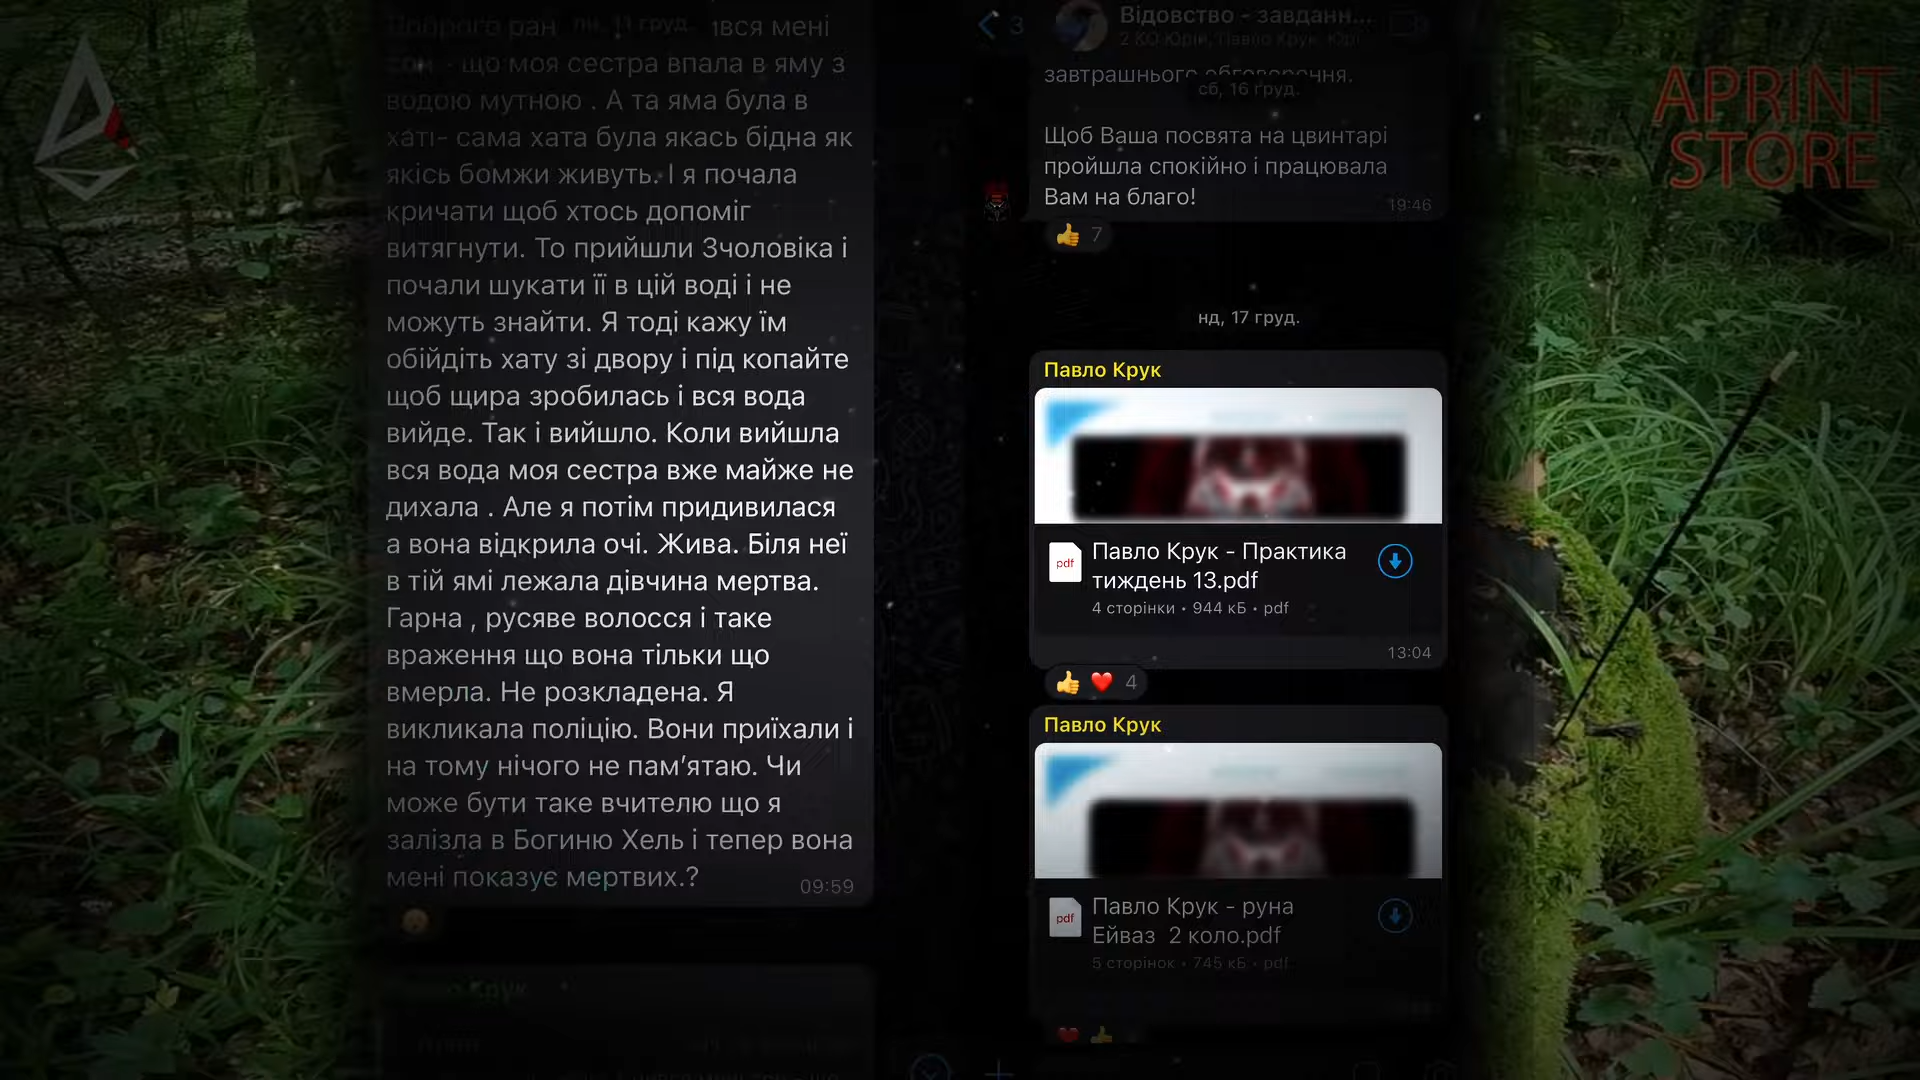 Доброго ран
пн, 11 груд.
вся мені
сон - що моя сестра впала в яму з
водою мутною . А та яма була в
хаті- сама хата була якась бідна як
якісь бомжи живуть. І я почала
кричати щоб хтось допоміг
витягнути. То прийшли 3чоловіка і
почали шукати її в цій воді і не
можуть знайти. Я тоді кажу їм
обійдіть хату зі двору і під копайте
щоб щира зробилась і вся вода
вийде. Так і вийшло. Коли вийшла
вся вода моя сестра вже майже не
дихала . Але я потім придивилася
а вона відкрила очі. Жива. Біля неї
в тій ямі лежала дівчина мертва.
Гарна , русяве волосся і таке
враження що вона тільки що
вмерла. Не розкладена. Я
викликала поліцію. Вони приїхали і
на тому нічого не пам’ятаю. Чи
може бути таке вчителю що я
залізла в Богиню Хель і тепер вона
мені показує мертвих.?
09:59
3
Відовство - завданн...
2 КО Юрій, Павло Крук,
завтрашнього обговорення.
сб, 16 груд.
Щоб Ваша посвята на цвинтарі
пройшла спокійно і працювала
Вам на благо!
19:46
7
нд, 17 груд.
Павло Крук
pdf
Павло Крук - Практика
тиждень 13.pdf
4 сторінки • 944 кБ • pdf
13:04
4
Павло Крук
pdf
Павло Крук - руна
Ейваз 2 коло.pdf
5 сторінок • 745 кБ • pdf
APRINT
STORE